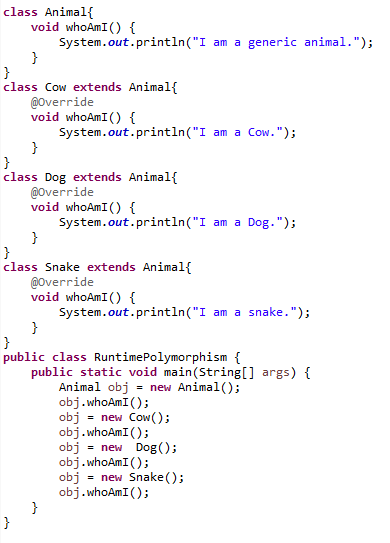 class Animal{
    void whoAmI() {
        System.out.println("I am a generic animal.");
    }
}
class Cow extends Animal{
    @Override
    void whoAmI() {
        System.out.println("I am a Cow.");
    }
}
class Dog extends Animal{
    @Override
    void whoAmI() {
        System.out.println("I am a Dog.");
    }
}
class Snake extends Animal{
    @Override
    void whoAmI() {
        System.out.println("I am a snake.");
    }
}
public class RuntimePolymorphism {
    public static void main(String[] args) {
        Animal obj = new Animal();
        obj.whoAmI();
        obj = new Cow();
        obj.whoAmI();
        obj = new  Dog();
        obj.whoAmI();
        obj = new Snake();
        obj.whoAmI();
    }
}